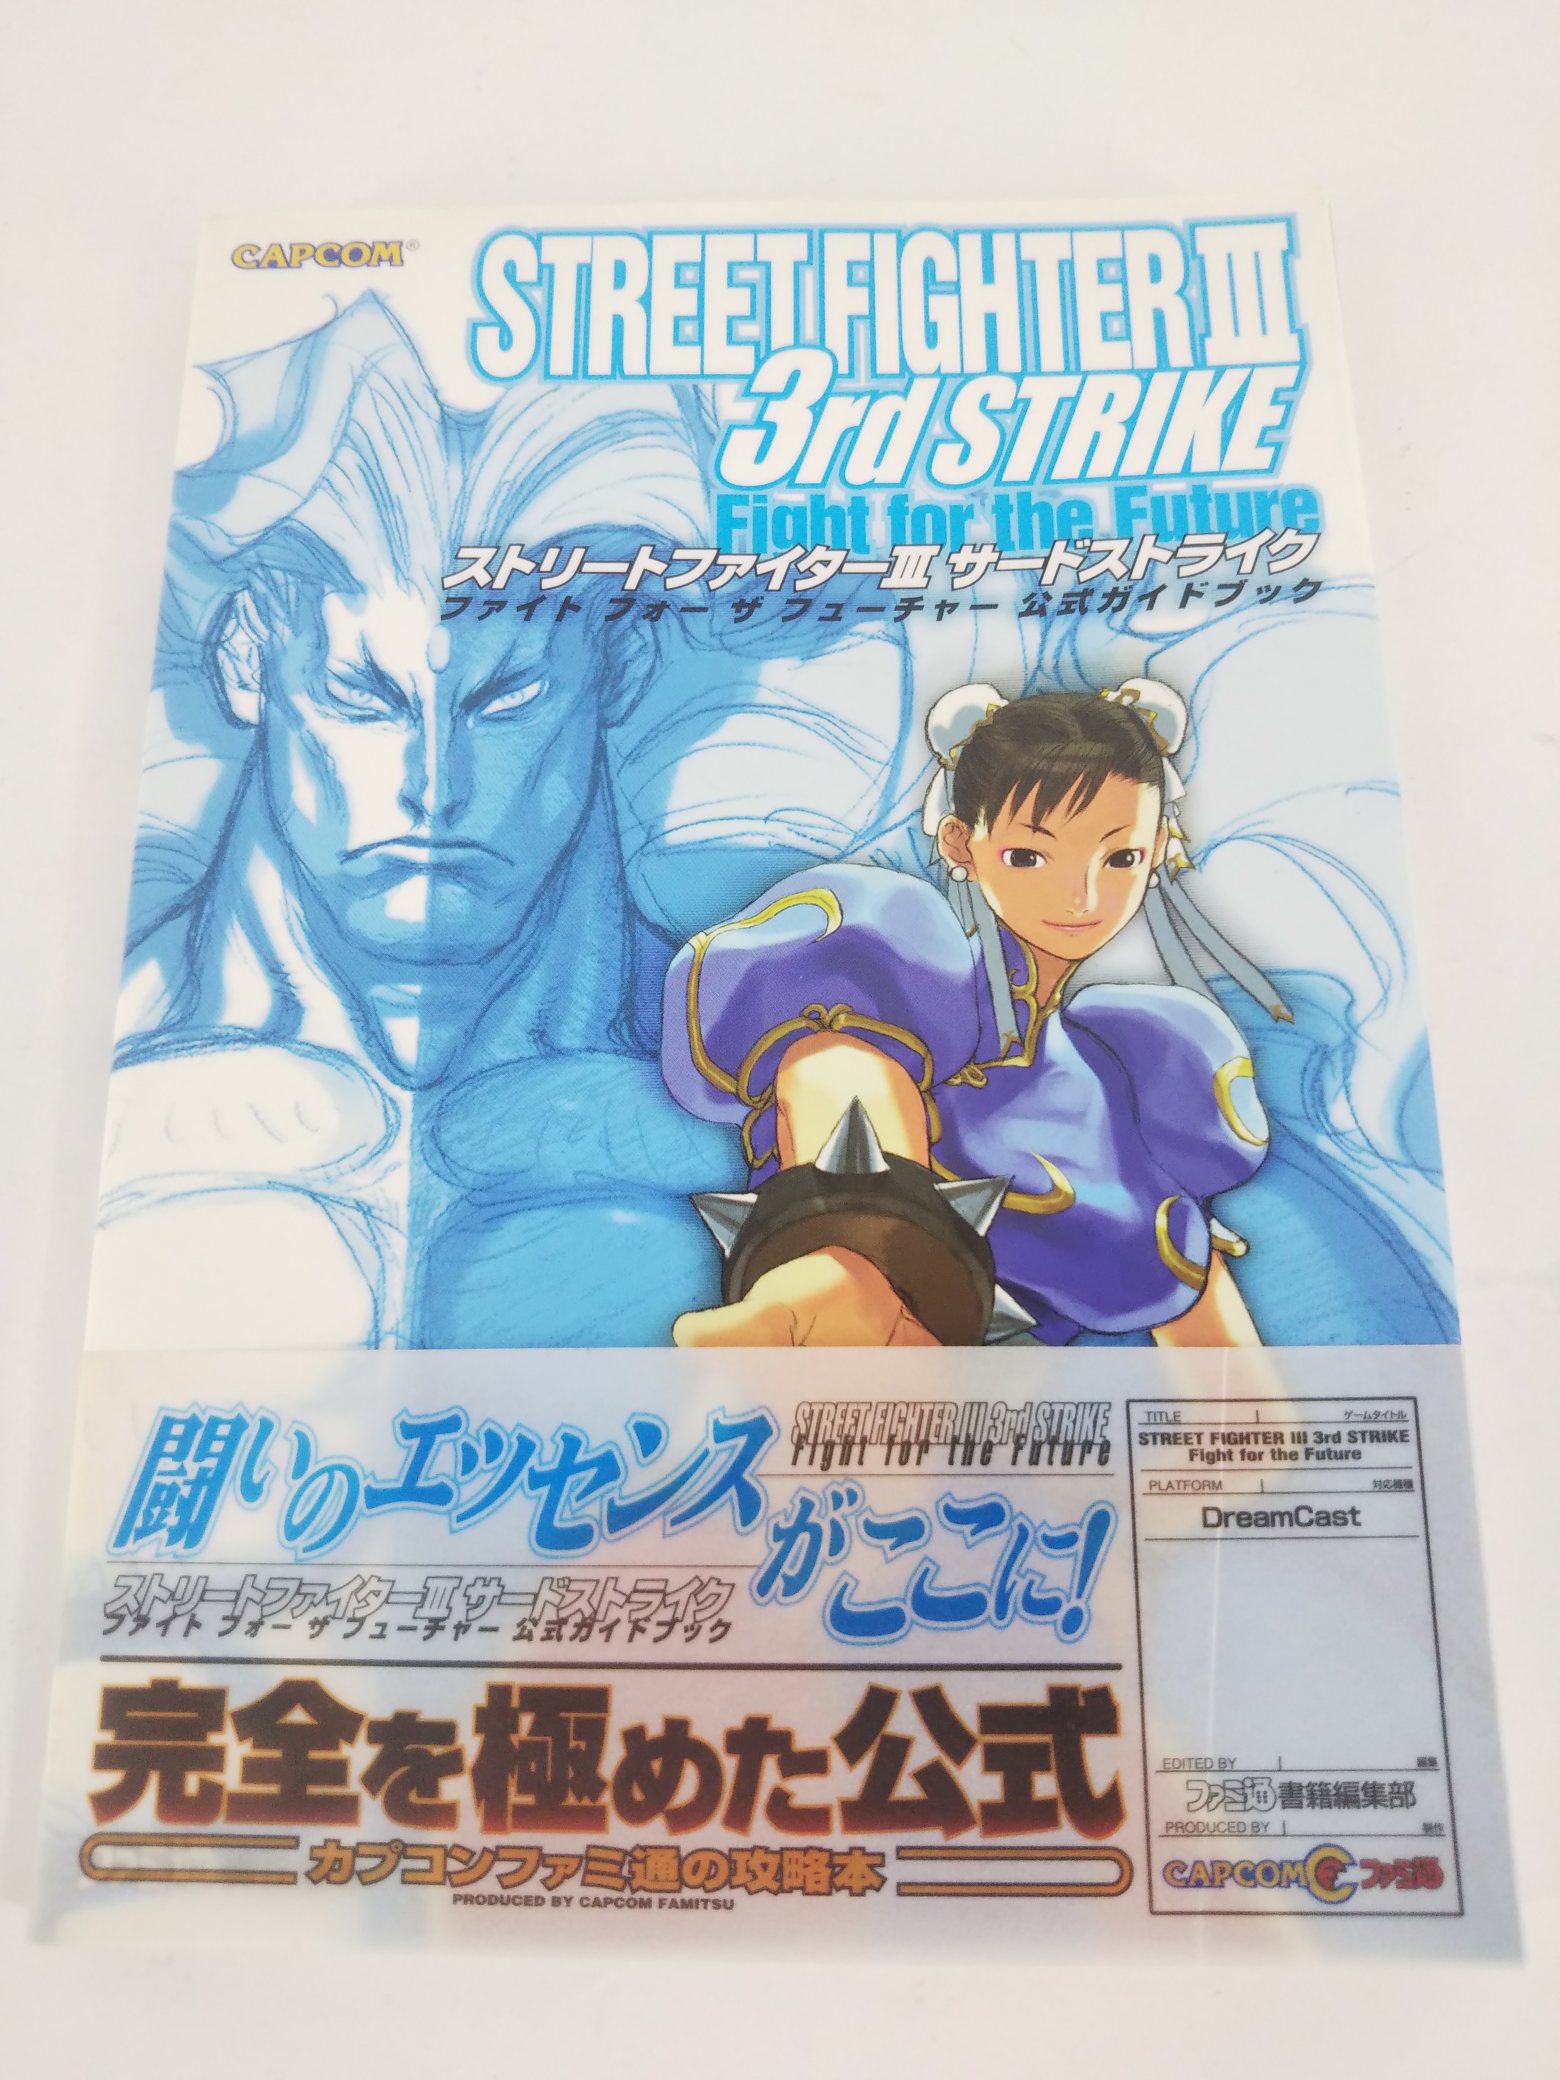 CAPCOM®
STREET FIGHTER III
3rd STRIKE
Fight for the Future
ストリートファイターIII サードストライク
ファイト フォー ザ フューチャー 公式ガイドブック
闘いのエッセンス
がここに!
STREET FIGHTER III 3rd STRIKE
Fight for the Future
ストリートファイターIII サードストライク
ファイト フォー ザ フューチャー 公式ガイドブック
完全を極めた公式
カプコンファミ通の攻略本
PRODUCED BY CAPCOM FAMITSU
TITLE ゲームタイトル
STREET FIGHTER III 3rd STRIKE
Fight for the Future
PLATFORM 対応機種
DreamCast
EDITED BY 編集
ファミ通書籍編集部
PRODUCED BY 制作
CAPCOM ファミ通